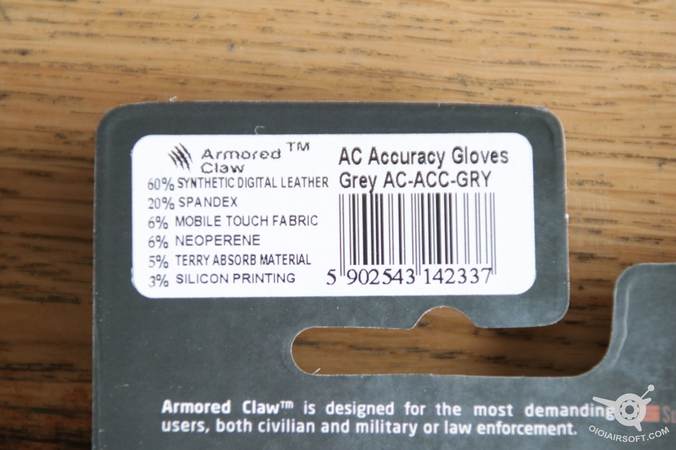 Armored ™
Claw
60% SYNTHETIC DIGITAL LEATHER
20% SPANDEX
6% MOBILE TOUCH FABRIC
6% NEOPERENE
5% TERRY ABSORB MATERIAL
3% SILICON PRINTING
AC Accuracy Gloves
Grey AC-ACC-GRY
5 902543 142337
Armored Claw™ is designed for the most demanding
users, both civilian and military or law enforcement.
OIOIAIRSOFT.COM